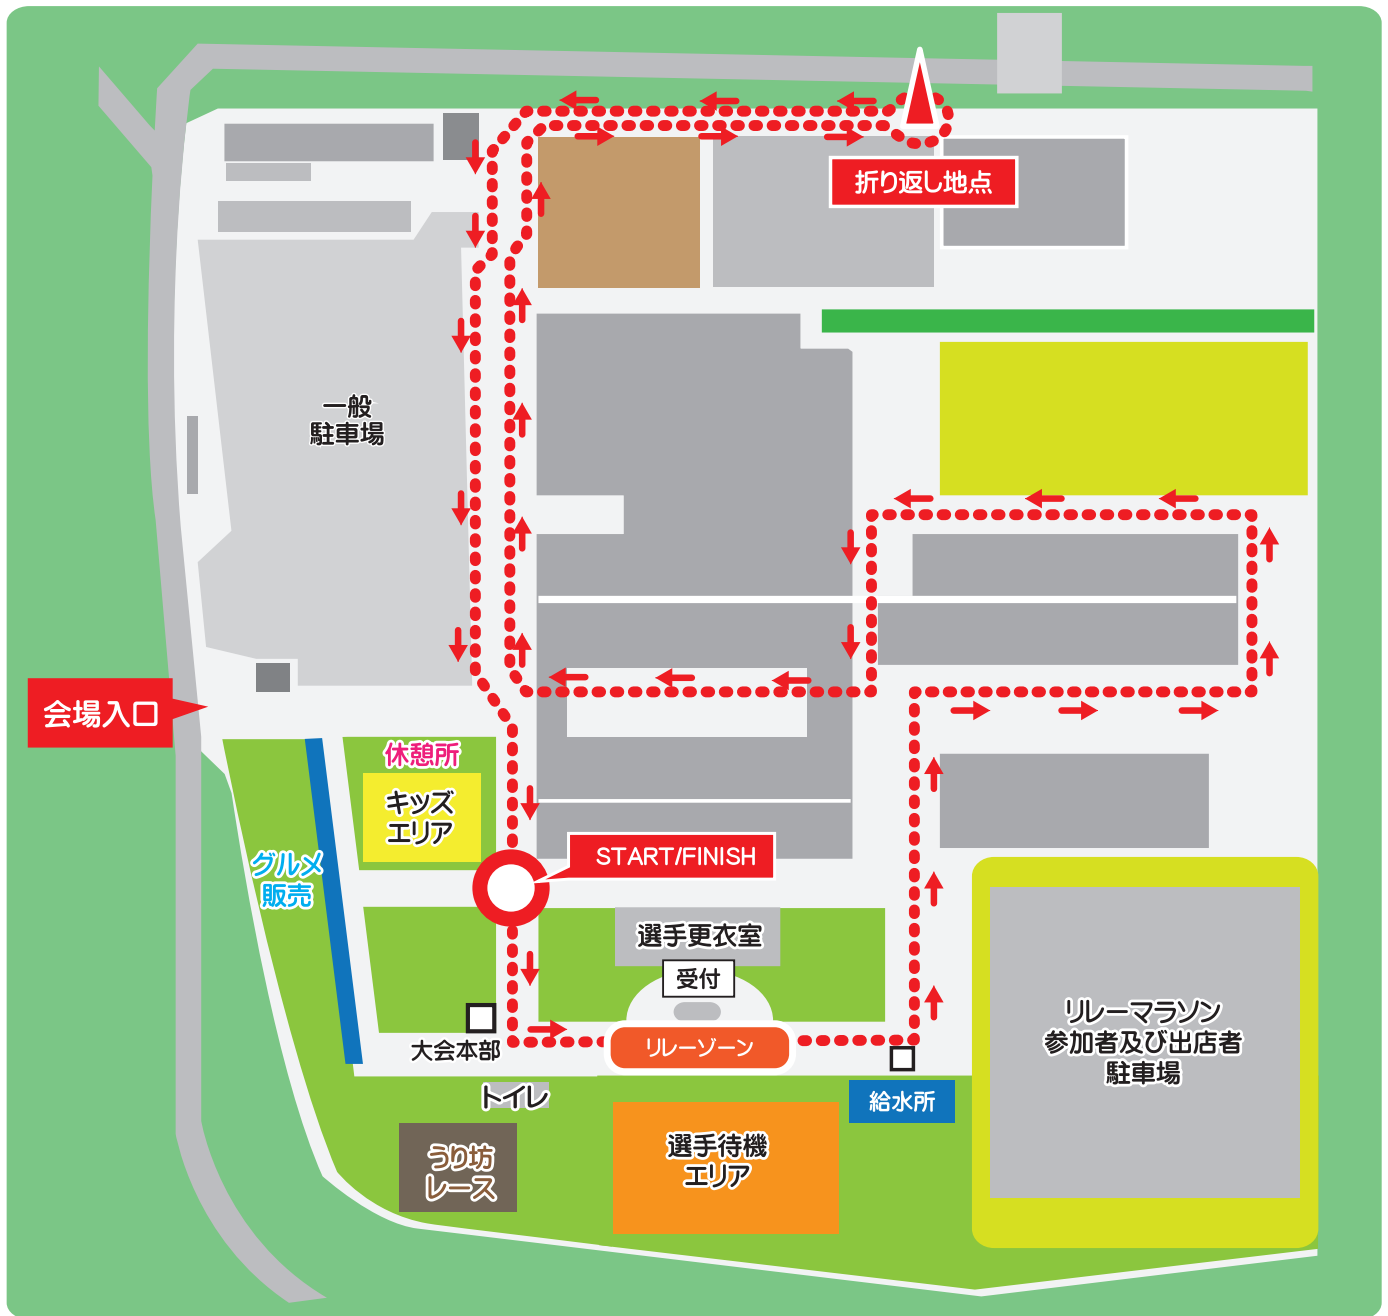 折り返し地点
一般
駐車場
会場入口
休憩所
キッズ
エリア
START/FINISH
グルメ
販売
選手更衣室
受付
リレーマラソン
参加者及び出店者
駐車場
大会本部
リレーゾーン
トイレ
給水所
選手待機
エリア
うり坊
レース